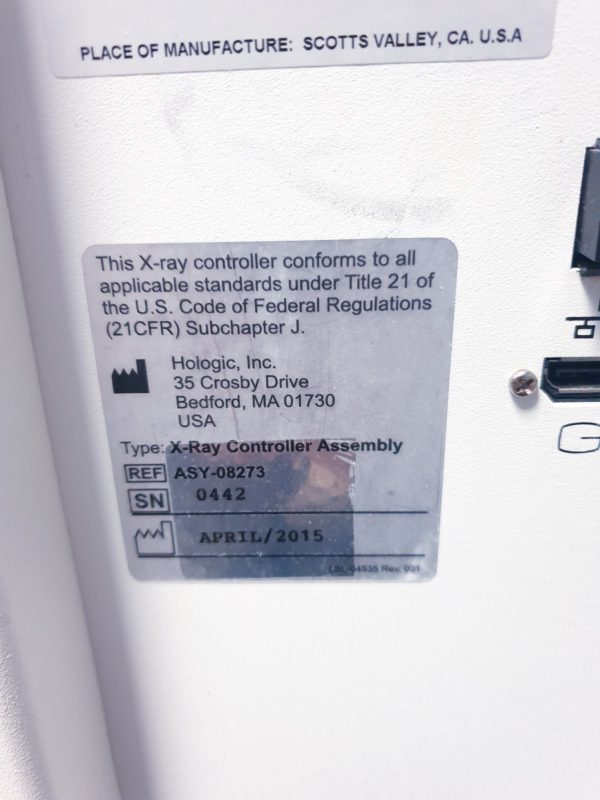 PLACE OF MANUFACTURE: SCOTTS VALLEY, CA. U.S.A
This X-ray controller conforms to all
applicable standards under Title 21 of
the U.S. Code of Federal Regulations
(21CFR) Subchapter J.
Hologic, Inc.
35 Crosby Drive
Bedford, MA 01730
USA
Type: X-Ray Controller Assembly
REF ASY-08273
SN 0442
APRIL/2015
LBL-04535 Rev. 001